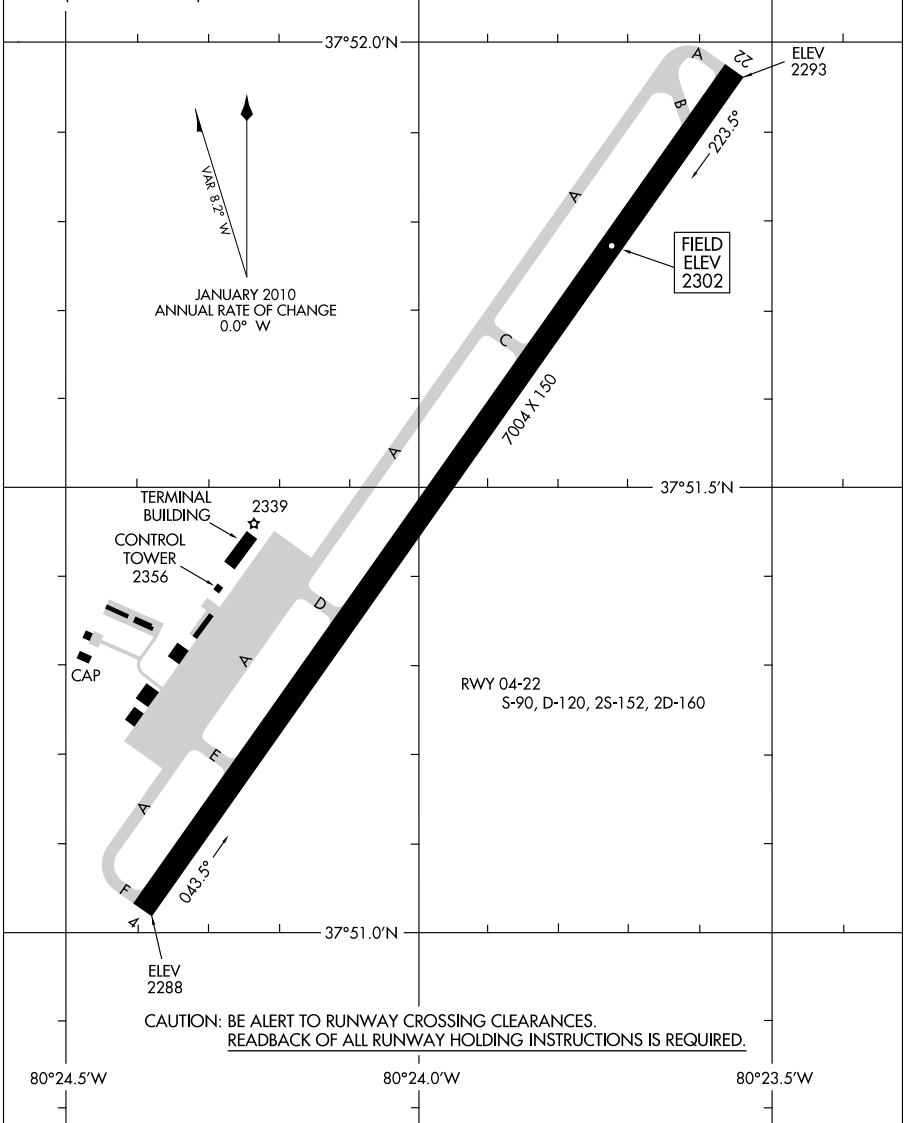 37°52.0'N
A
22
ELEV
2293
B
223.5°
VAR 8.2° W
A
FIELD
ELEV
2302
JANUARY 2010
ANNUAL RATE OF CHANGE
0.0° W
C
7004 X 150
A
37°51.5'N
TERMINAL
BUILDING
2339
CONTROL
TOWER
2356
D
A
CAP
RWY 04-22
S-90, D-120, 2S-152, 2D-160
E
A
043.5°
F
4
37°51.0'N
ELEV
2288
CAUTION: BE ALERT TO RUNWAY CROSSING CLEARANCES.
READBACK OF ALL RUNWAY HOLDING INSTRUCTIONS IS REQUIRED.
80°24.5'W
80°24.0'W
80°23.5'W